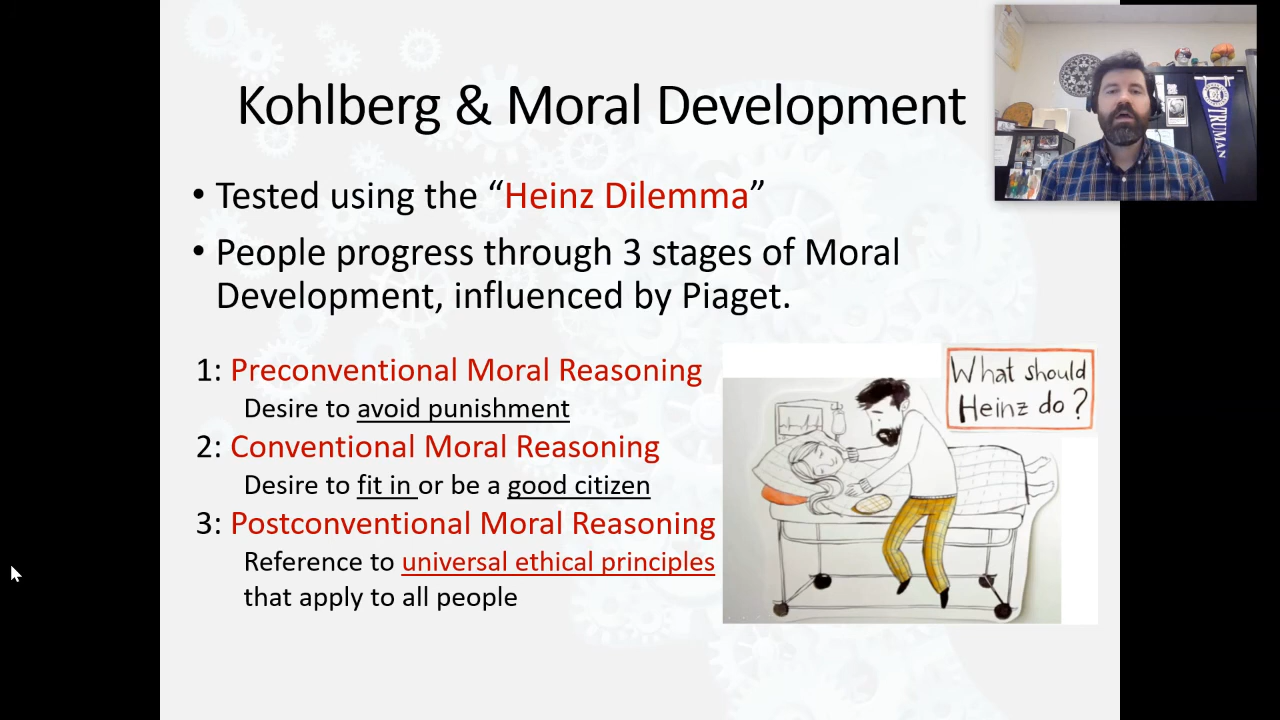 Kohlberg & Moral Development
TRUMAN
• Tested using the “Heinz Dilemma”
• People progress through 3 stages of Moral
Development, influenced by Piaget.
1: Preconventional Moral Reasoning
Desire to avoid punishment
2: Conventional Moral Reasoning
Desire to fit in or be a good citizen
3: Postconventional Moral Reasoning
Reference to universal ethical principles
that apply to all people
What should
Heinz do?